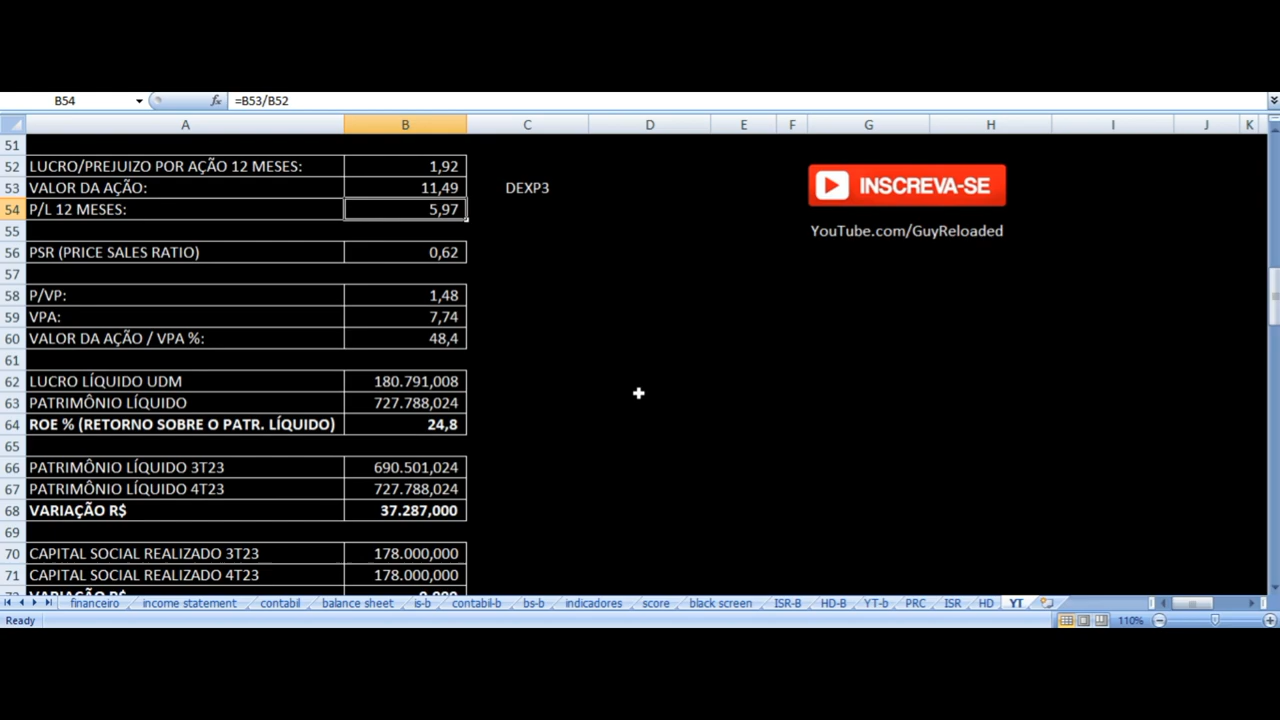 B54 fx =B53/B52
A B C D E F G H I J K
51
52 LUCRO/PREJUIZO POR AÇÃO 12 MESES: 1,92
53 VALOR DA AÇÃO: 11,49 DEXP3
INSCREVA-SE
54 P/L 12 MESES: 5,97
55 YouTube.com/GuyReloaded
56 PSR (PRICE SALES RATIO) 0,62
57
58 P/VP: 1,48
59 VPA: 7,74
60 VALOR DA AÇÃO / VPA %: 48,4
61
62 LUCRO LÍQUIDO UDM 180.791,008
63 PATRIMÔNIO LÍQUIDO 727.788,024
64 ROE % (RETORNO SOBRE O PATR. LÍQUIDO) 24,8
65
66 PATRIMÔNIO LÍQUIDO 3T23 690.501,024
67 PATRIMÔNIO LÍQUIDO 4T23 727.788,024
68 VARIAÇÃO R$ 37.287,000
69
70 CAPITAL SOCIAL REALIZADO 3T23 178.000,000
71 CAPITAL SOCIAL REALIZADO 4T23 178.000,000
72 VARIAÇÃO R$ 0,000
financeiro income statement contabil balance sheet is-b contabil-b bs-b indicadores score black screen ISR-B HD-B YT-b PRC ISR HD YT
Ready 110%